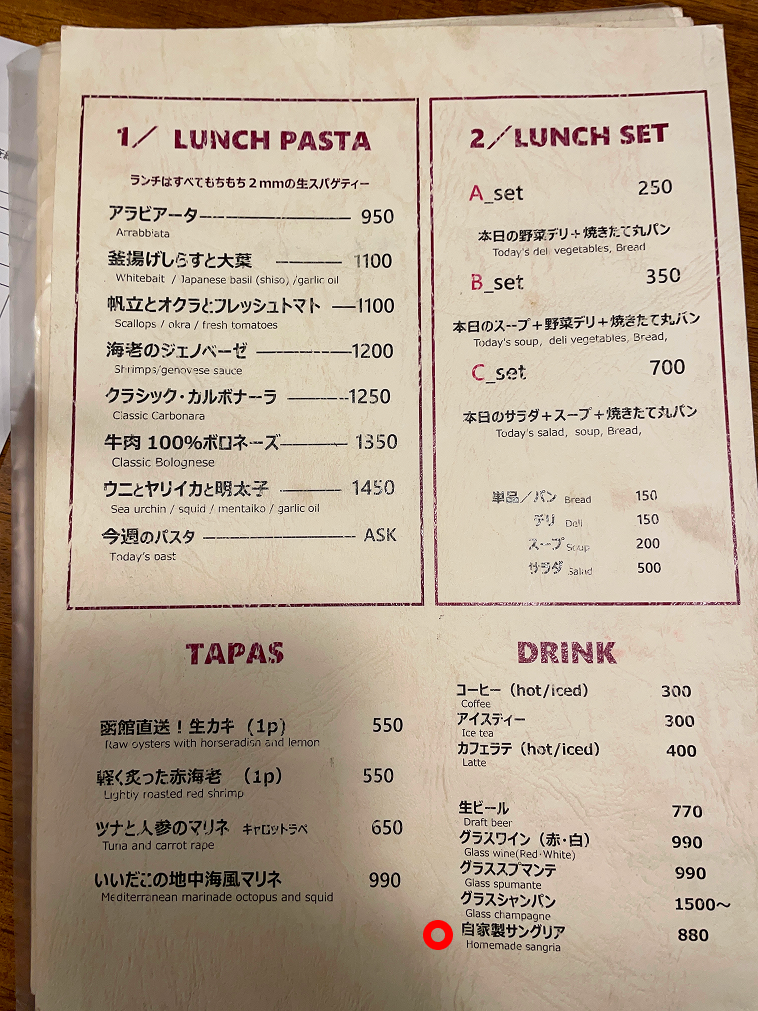 1／ LUNCH PASTA
ランチはすべてもちもち2mmの生スパゲティー
アラビアータ 950
Arrabbiata
釜揚げしらすと大葉 1100
Whitebait / Japanese basil (shiso) /garlic oil
帆立とオクラとフレッシュトマト 1100
Scallops / okra / fresh tomatoes
海老のジェノベーゼ 1200
Shrimps/genovese sauce
クラシック・カルボナーラ 1250
Classic Carbonara
牛肉 100%ボロネーズ 1350
Classic Bolognese
ウニとヤリイカと明太子 1450
Sea urchin / squid / mentaiko / garlic oil
今週のパスタ ASK
Today's past
2／LUNCH SET
A_set 250
本日の野菜デリ+焼きたて丸パン
Today's deli vegetables, Bread
B_set 350
本日のスープ+野菜デリ+焼きたて丸パン
Today's soup, deli vegetables, Bread,
C_set 700
本日のサラダ+スープ+焼きたて丸パン
Today's salad, soup, Bread,
単品／パン Bread 150
デリ Deli 150
スープ Soup 200
サラダ Salad 500
TAPAS
函館直送！生カキ (1p) 550
Raw oysters with horseradish and lemon
軽く炙った赤海老 (1p) 550
Lightly roasted red shrimp
ツナと人参のマリネ キャロットラペ 650
Tuna and carrot rape
いいだこの地中海風マリネ 990
Mediterranean marinade octopus and squid
DRINK
コーヒー (hot/iced) 300
Coffee
アイスティー 300
Ice tea
カフェラテ (hot/iced) 400
Latte
生ビール 770
Draft beer
グラスワイン (赤・白) 990
Glass wine(Red・White)
グラススプマンテ 990
Glass spumante
グラスシャンパン 1500〜
Glass champagne
自家製サングリア 880
Homemade sangria